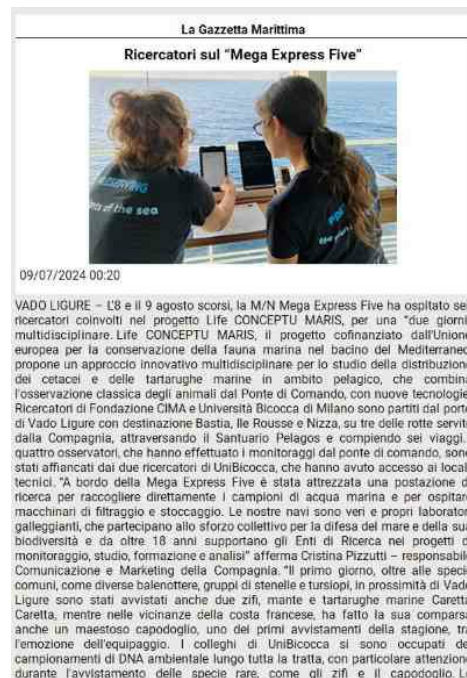 La Gazzetta Marittima
Ricercatori sul “Mega Express Five”
of the sea
09/07/2024 00:20
VADO LIGURE – L’8 e il 9 agosto scorsi, la M/N Mega Express Five ha ospitato sei
ricercatori coinvolti nel progetto Life CONCEPTU MARIS, per una “due giorni
multidisciplinare. Life CONCEPTU MARIS, il progetto cofinanziato dall’Unione
europea per la conservazione della fauna marina nel bacino del Mediterraneo
propone un approccio innovativo multidisciplinare per lo studio della distribuzione
dei cetacei e delle tartarughe marine in ambito pelagico, che combina
l’osservazione classica degli animali dal Ponte di Comando, con nuove tecnologie
Ricercatori di Fondazione CIMA e Università Bicocca di Milano sono partiti dal porto
di Vado Ligure con destinazione Bastia, Ile Rousse e Nizza, su tre delle rotte servite
dalla Compagnia, attraversando il Santuario Pelagos e compiendo sei viaggi.
quattro osservatori, che hanno effettuato i monitoraggi dal ponte di comando, sono
stati affiancati dai due ricercatori di UniBicocca, che hanno avuto accesso ai locali
tecnici. “A bordo della Mega Express Five è stata attrezzata una postazione di
ricerca per raccogliere direttamente i campioni di acqua marina e per ospitare
macchinari di filtraggio e stoccaggio. Le nostre navi sono veri e propri laboratori
galleggianti, che partecipano allo sforzo collettivo per la difesa del mare e della sua
biodiversità e da oltre 18 anni supportano gli Enti di Ricerca nei progetti di
monitoraggio, studio, formazione e analisi” afferma Cristina Pizzutti – responsabile
Comunicazione e Marketing della Compagnia. “Il primo giorno, oltre alle specie
comuni, come diverse balenottere, gruppi di stenelle e tursiopi, in prossimità di Vado
Ligure sono stati avvistati anche due zifi, mante e tartarughe marine Caretta
Caretta, mentre nelle vicinanze della costa francese, ha fatto la sua comparsa
anche un maestoso capodoglio, uno dei primi avvistamenti della stagione, tra
l’emozione dell’equipaggio. I colleghi di UniBicocca si sono occupati dei
campionamenti di DNA ambientale lungo tutta la tratta, con particolare attenzione
durante l’avvistamento delle specie rare, come gli zifi e il capodoglio. L